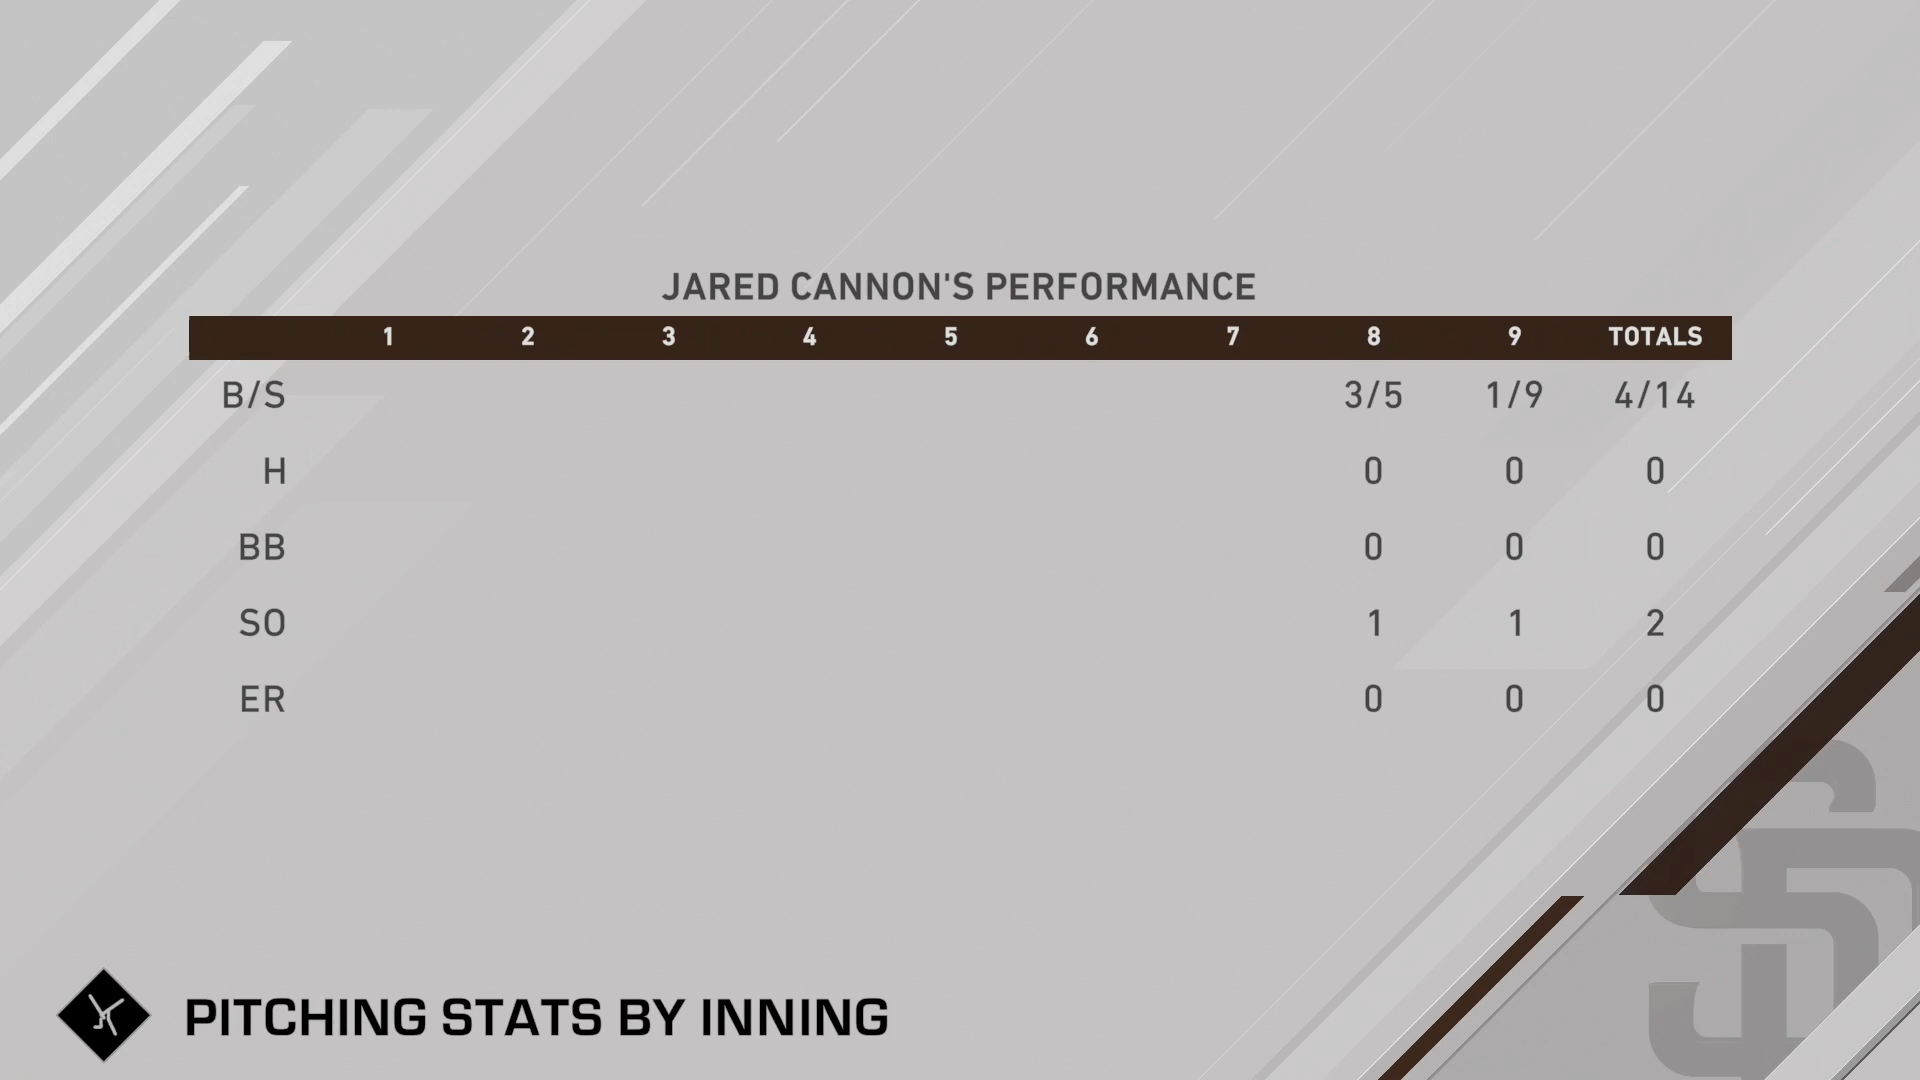 JARED CANNON'S PERFORMANCE
1 2 3 4 5 6 7 8 9 TOTALS
B/S 3/5 1/9 4/14
H 0 0 0
BB 0 0 0
SO 1 1 2
ER 0 0 0
SD
PITCHING STATS BY INNING